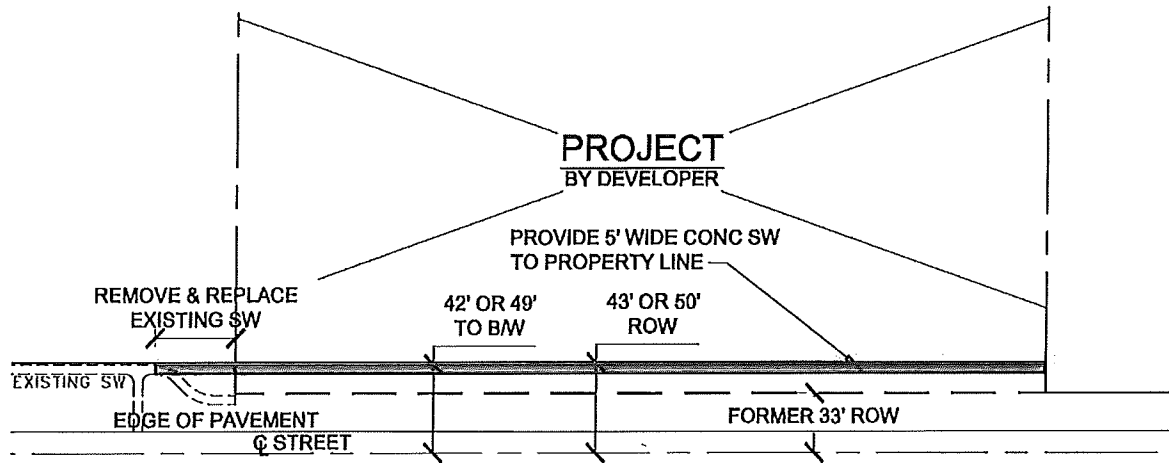 PROJECT
BY DEVELOPER
PROVIDE 5' WIDE CONC SW
TO PROPERTY LINE
REMOVE & REPLACE
EXISTING SW
42' OR 49'
TO B/W
43' OR 50'
ROW
EXISTING SW
EDGE OF PAVEMENT
FORMER 33' ROW
℄ STREET